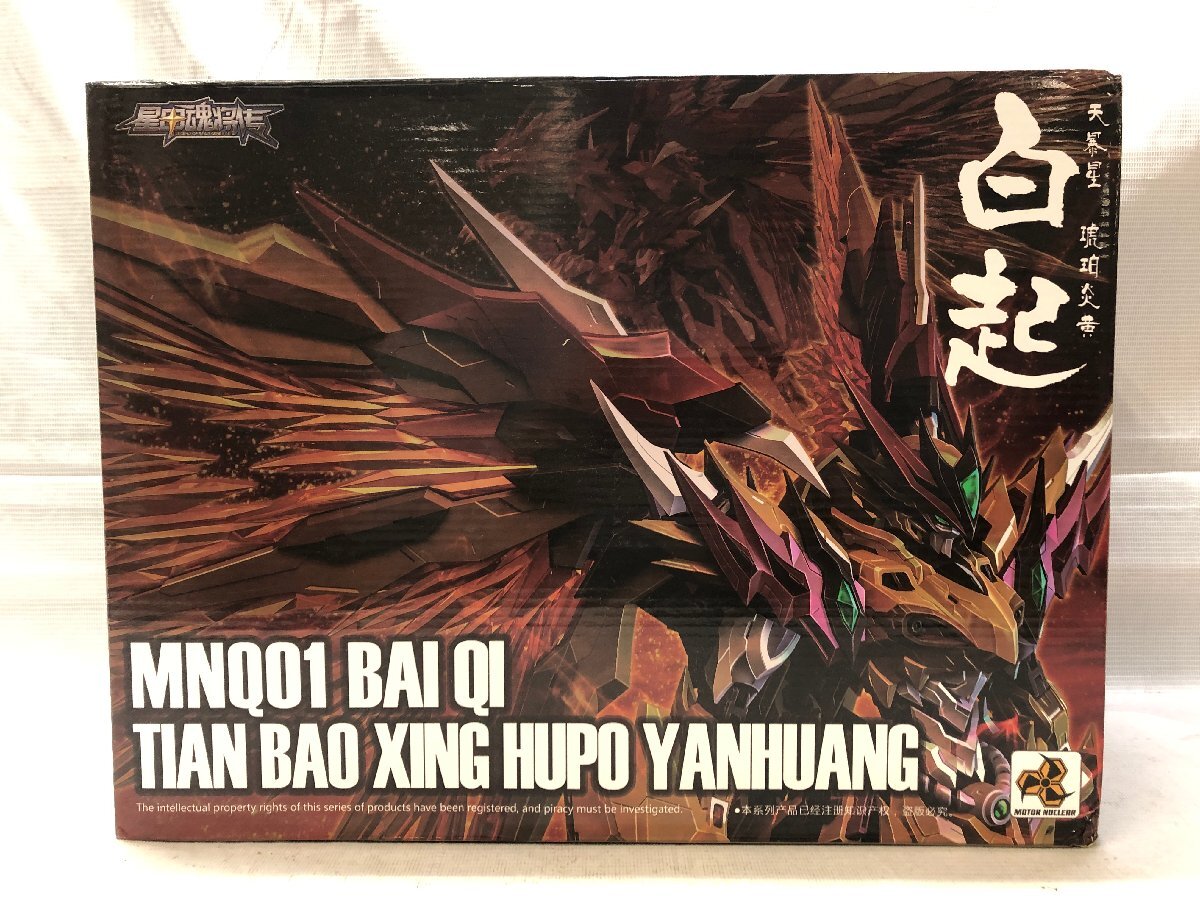 星甲魂将传
白起
天暴星 琥珀炎黄
MNQ01 BAI QI
TIAN BAO XING HUPO YANHUANG
The intellectual property rights of this series of products have been registered, and piracy must be investigated.
●本系列产品已经注册知识产权，盗版必究。
MOTOR NUCLEAR